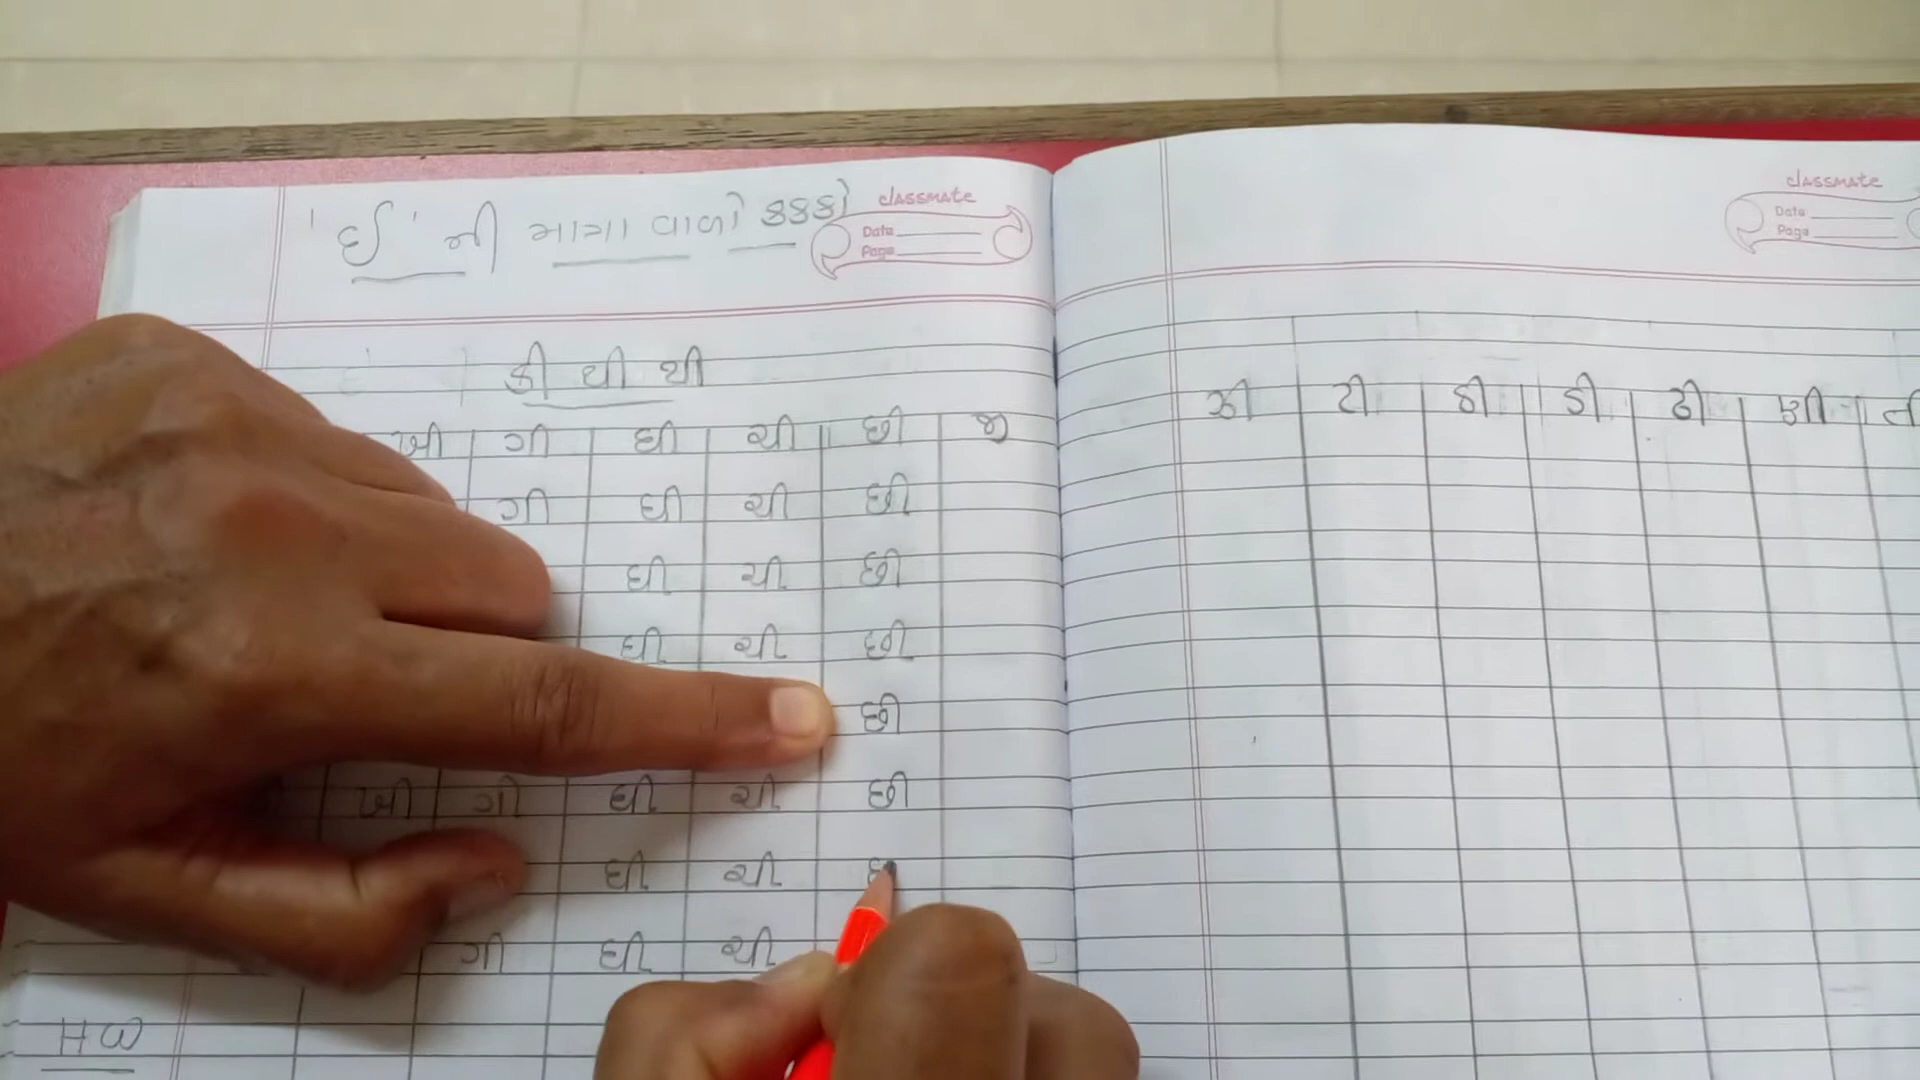 'ઈ' ની માત્રા વાળો કક્કો
classmate
Date
Page
કી થી થી
ખી ગી ઘી ચી છી જી
ગી ઘી ચી છી
ઘી ચી છી
ઘી ચી છી
છી
ખી ગી ઘી ચી છી
ઘી ચી
ગી ઘી ચી
HW
classmate
Date
Page
ઝી ટી ઠી ડી ઢી ણી તી